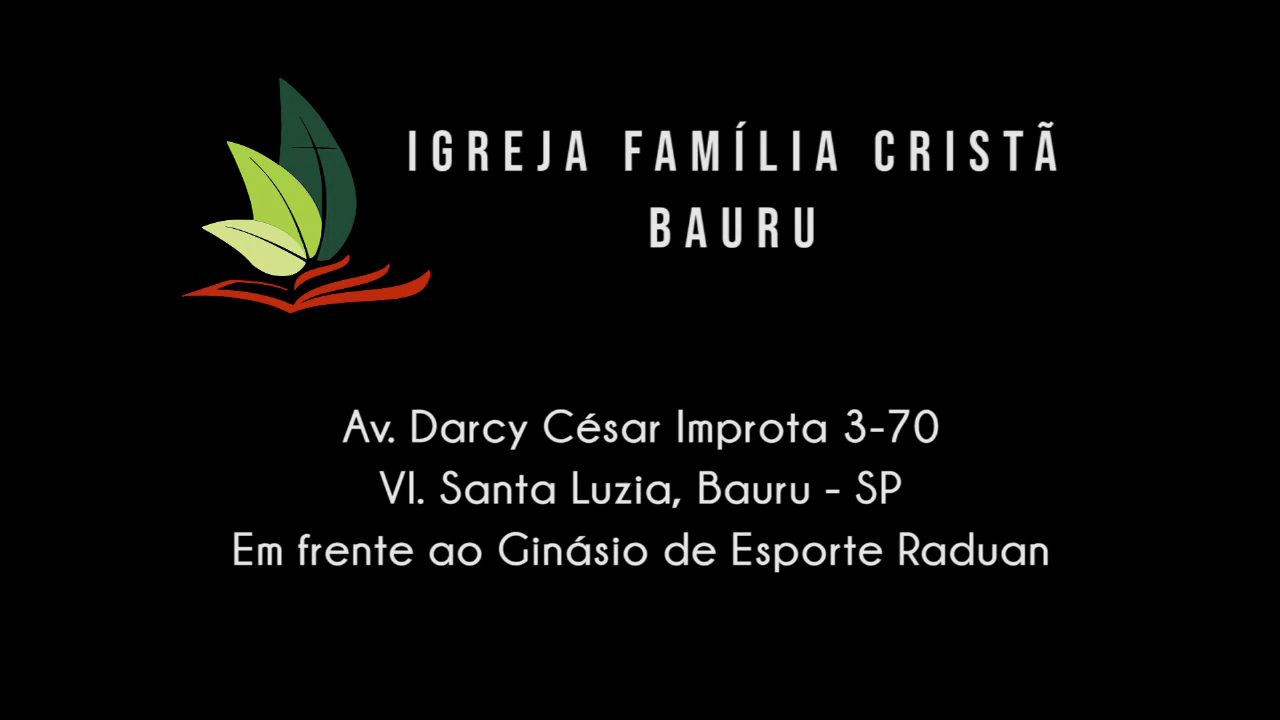 IGREJA FAMÍLIA CRISTÃ
BAURU
Av. Darcy César Improta 3-70
Vl. Santa Luzia, Bauru - SP
Em frente ao Ginásio de Esporte Raduan